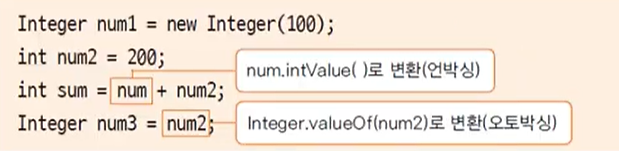 Integer num1 = new Integer(100);
int num2 = 200;
num.intValue( )로 변환(언박싱)
int sum = num + num2;
Integer num3 = num2;
Integer.valueOf(num2)로 변환(오토박싱)